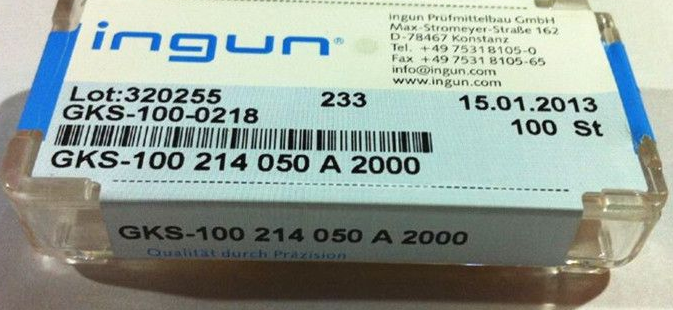 ingun®
ingun Prüfmittelbau GmbH
Max-Stromeyer-Straße 162
D-78467 Konstanz
Tel. +49 7531 8105-0
Fax +49 7531 8105-65
info@ingun.com
www.ingun.com
Lot:320255 233 15.01.2013
GKS-100-0218 100 St
GKS-100 214 050 A 2000
GKS-100 214 050 A 2000
Qualität durch Präzision